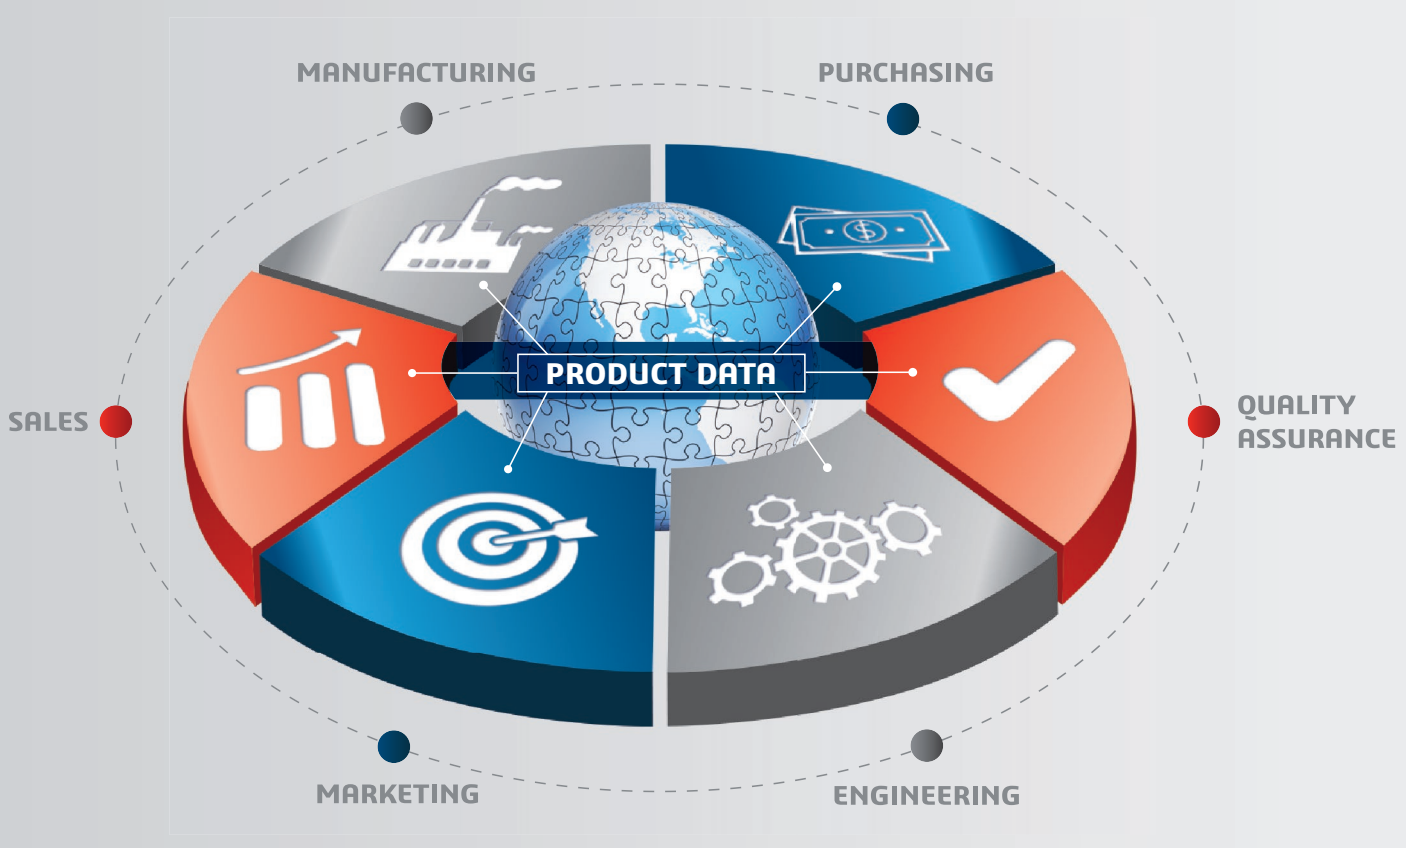 MANUFACTURING
PURCHASING
PRODUCT DATA
SALES
QUALITY
ASSURANCE
MARKETING
ENGINEERING